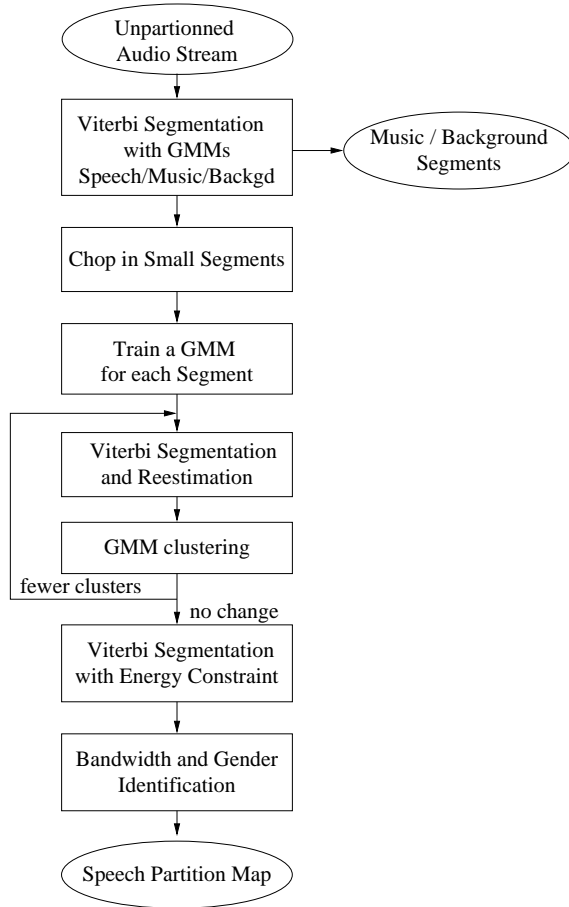 Unpartionned
Audio Stream
Viterbi Segmentation
with GMMs
Speech/Music/Backgd
Music / Background
Segments
Chop in Small Segments
Train a GMM
for each Segment
Viterbi Segmentation
and Reestimation
GMM clustering
fewer clusters
no change
Viterbi Segmentation
with Energy Constraint
Bandwidth and Gender
Identification
Speech Partition Map